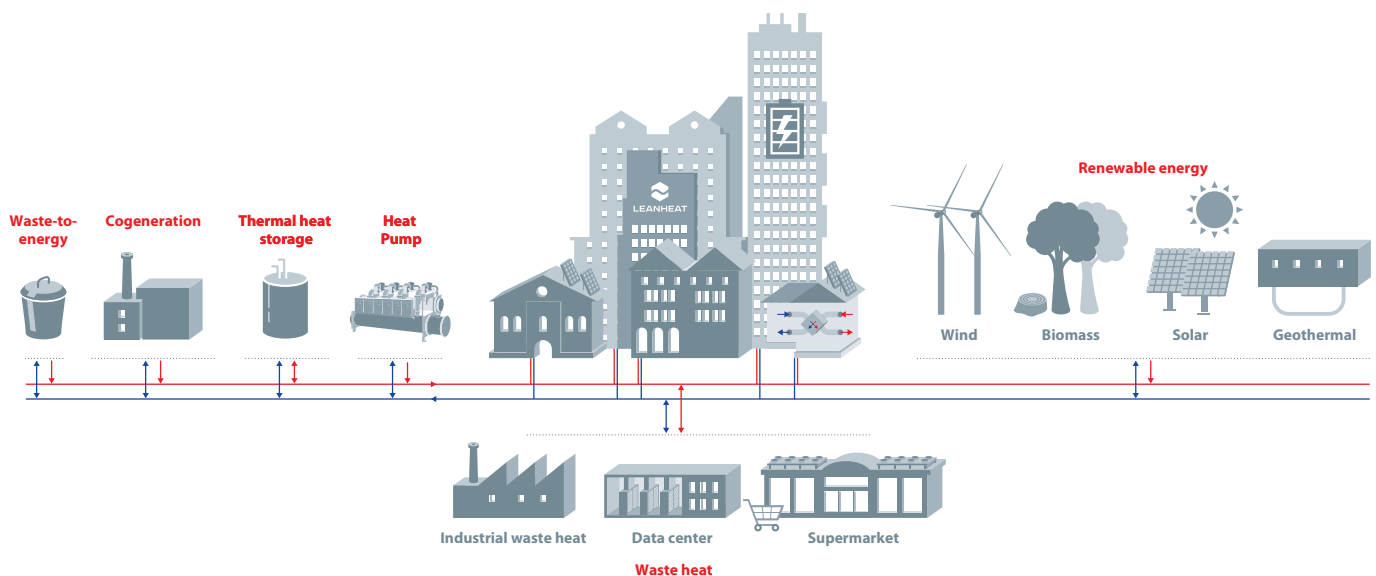 Waste-to-
energy
Cogeneration
Thermal heat
storage
Heat
Pump
LEANHEAT
Renewable energy
Wind
Biomass
Solar
Geothermal
Industrial waste heat
Data center
Supermarket
Waste heat